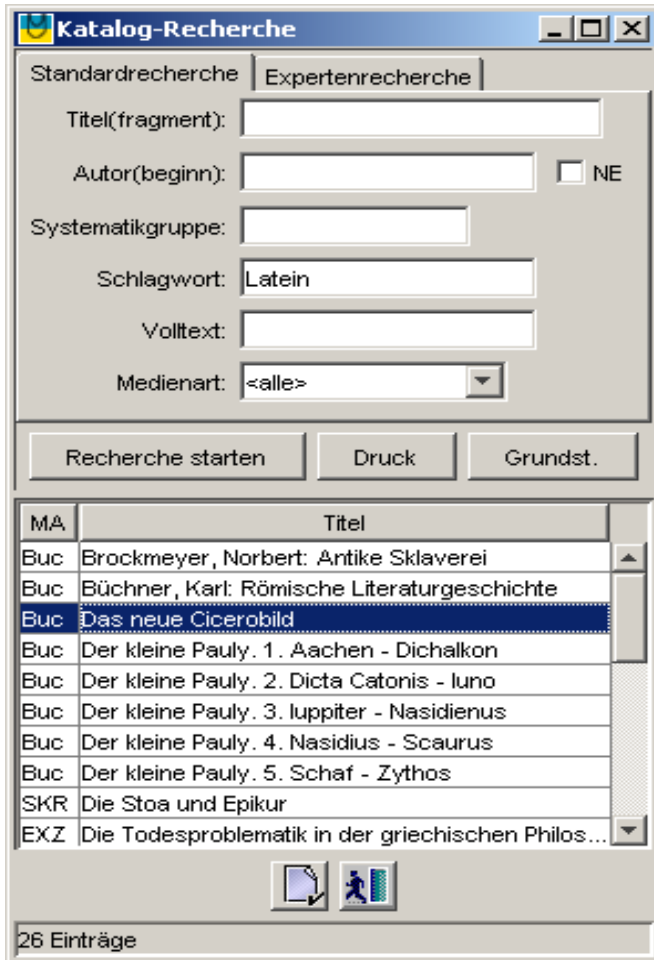 Katalog-Recherche
Standardrecherche Expertenrecherche
Titel(fragment):
Autor(beginn): NE
Systematikgruppe:
Schlagwort: Latein
Volltext:
Medienart: <alle>
Recherche starten Druck Grundst.
MA Titel
Buc Brockmeyer, Norbert: Antike Sklaverei
Buc Büchner, Karl: Römische Literaturgeschichte
Buc Das neue Cicerobild
Buc Der kleine Pauly. 1. Aachen - Dichalkon
Buc Der kleine Pauly. 2. Dicta Catonis - Iuno
Buc Der kleine Pauly. 3. Iuppiter - Nasidienus
Buc Der kleine Pauly. 4. Nasidius - Scaurus
Buc Der kleine Pauly. 5. Schaf - Zythos
SKR Die Stoa und Epikur
EXZ Die Todesproblematik in der griechischen Philos...
26 Einträge